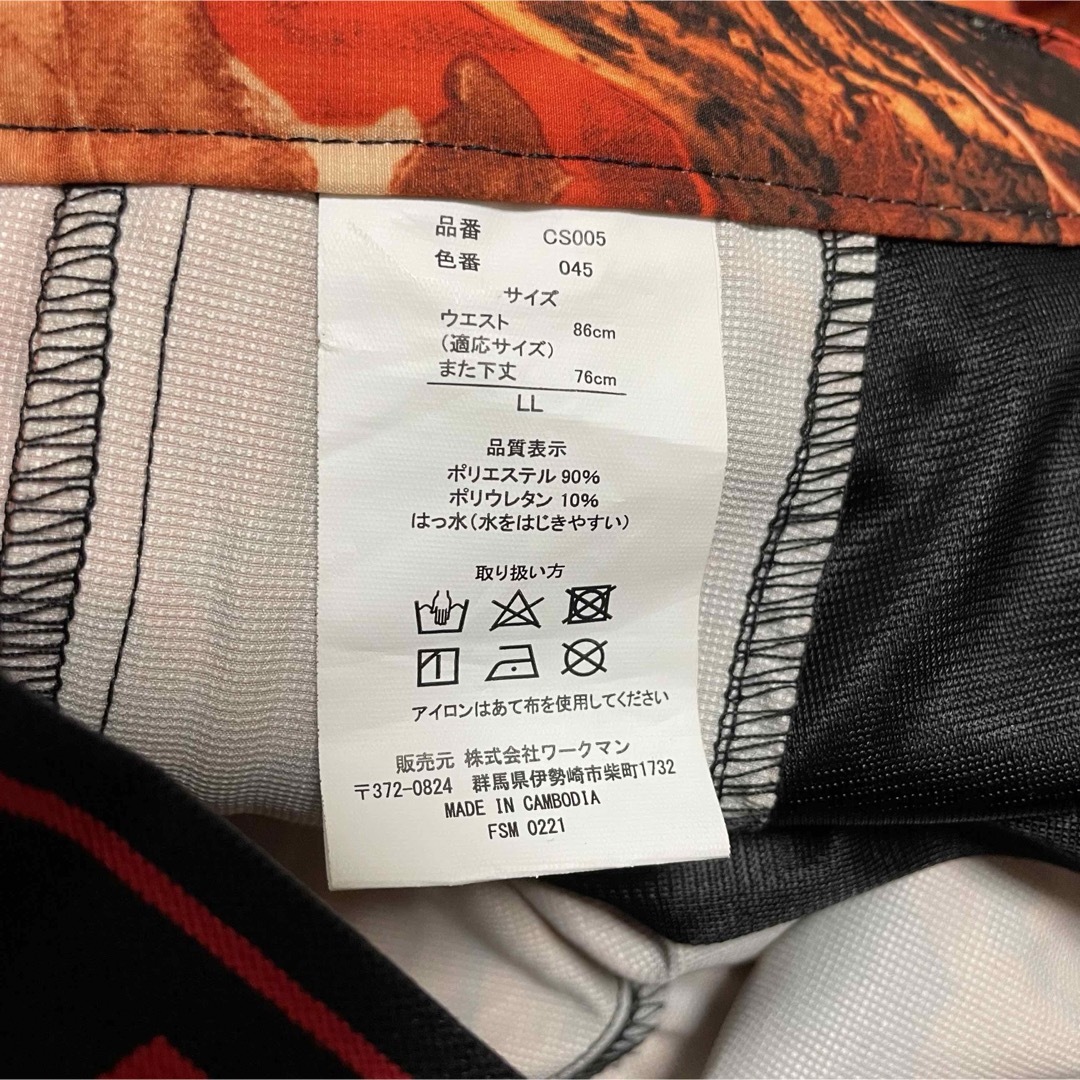 品番 CS005
色番 045
サイズ
ウエスト 86cm
(適応サイズ)
また下丈 76cm
LL
品質表示
ポリエステル 90%
ポリウレタン 10%
はっ水(水をはじきやすい)
取り扱い方
アイロンはあて布を使用してください
販売元 株式会社ワークマン
〒372-0824 群馬県伊勢崎市柴町1732
MADE IN CAMBODIA
FSM 0221